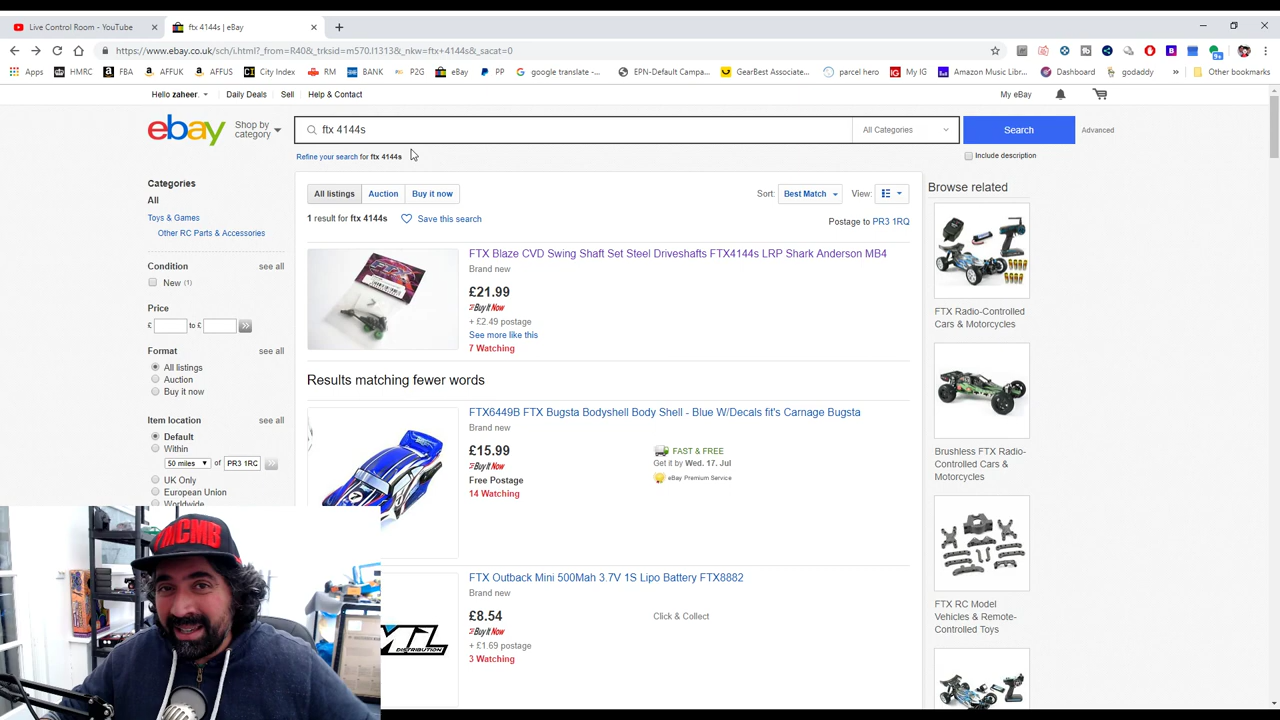 Live Control Room - YouTube
ftx 4144s | eBay
https://www.ebay.co.uk/sch/i.html?_from=R40&_trksid=m570.l1313&_nkw=ftx+4144s&_sacat=0
Apps HMRC FBA AFFUK AFFUS City Index RM BANK P2G eBay PP google translate -... EPN-Default Campa... GearBest Associate... parcel hero My IG Amazon Music Libr... Dashboard godaddy » Other bookmarks
Hello zaheer. Daily Deals Sell Help & Contact My eBay
ebay Shop by category
ftx 4144s All Categories Search Advanced
Refine your search for ftx 4144s Include description
Categories
All
Toys & Games
Other RC Parts & Accessories
Condition see all
New (1)
Price
£ to £
Format see all
All listings
Auction
Buy it now
Item location see all
Default
Within
50 miles of PR3 1RQ
UK Only
European Union
Worldwide
All listings Auction Buy it now Sort: Best Match View:
1 result for ftx 4144s Save this search Postage to PR3 1RQ
FTX Blaze CVD Swing Shaft Set Steel Driveshafts FTX4144s LRP Shark Anderson MB4
Brand new
£21.99
Buy It Now
+ £2.49 postage
See more like this
7 Watching
Results matching fewer words
FTX6449B FTX Bugsta Bodyshell Body Shell - Blue W/Decals fit's Carnage Bugsta
Brand new
£15.99 FAST & FREE
Get it by Wed. 17. Jul
Buy It Now
Free Postage eBay Premium Service
14 Watching
FTX Outback Mini 500Mah 3.7V 1S Lipo Battery FTX8882
Brand new
£8.54 Click & Collect
Buy It Now
+ £1.69 postage
3 Watching
Browse related
FTX Radio-Controlled
Cars & Motorcycles
Brushless FTX Radio-
Controlled Cars &
Motorcycles
FTX RC Model
Vehicles & Remote-
Controlled Toys
DISTRIBUTION
YMCMB